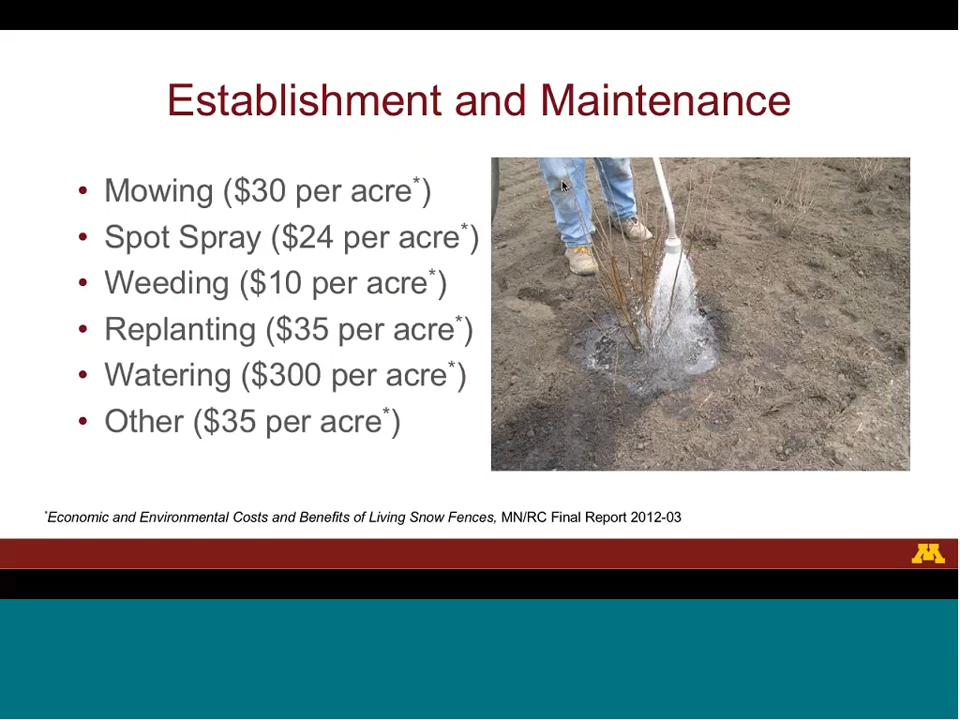 Establishment and Maintenance
• Mowing ($30 per acre*)
• Spot Spray ($24 per acre*)
• Weeding ($10 per acre*)
• Replanting ($35 per acre*)
• Watering ($300 per acre*)
• Other ($35 per acre*)
*Economic and Environmental Costs and Benefits of Living Snow Fences, MN/RC Final Report 2012-03
M